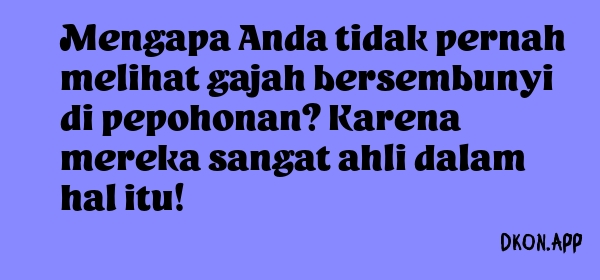 Mengapa Anda tidak pernah
melihat gajah bersembunyi
di pepohonan? Karena
mereka sangat ahli dalam
hal itu!
DKON.APP